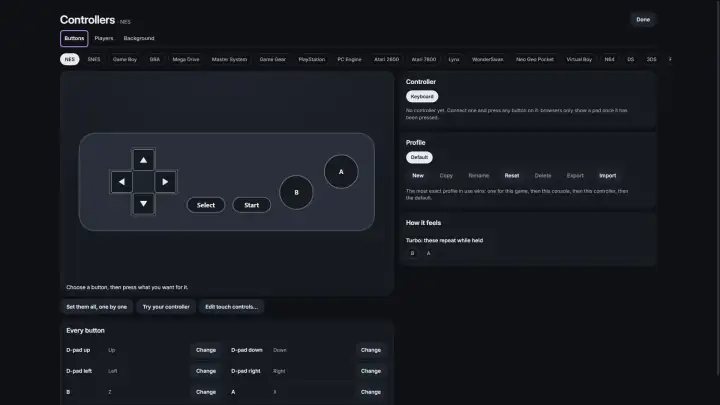 Controllers NES
Done
Buttons Players Background
NES SNES Game Boy GBA Mega Drive Master System Game Gear PlayStation PC Engine Atari 2600 Atari 7800 Lynx WonderSwan Neo Geo Pocket Virtual Boy N64 DS 3DS
Select Start B A
Choose a button, then press what you want for it.
Set them all, one by one Try your controller Edit touch controls...
Every button
D-pad up Up Change D-pad down Down Change
D-pad left Left Change D-pad right Right Change
B Z Change A X Change
Controller
Keyboard
No controller yet. Connect one and press any button on it: browsers only show a pad once it has
been pressed.
Profile
Default
New Copy Rename Reset Delete Export Import
The most exact profile in use wins: one for this game, then this console, then this controller, then
the default.
How it feels
Turbo: these repeat while held
B A